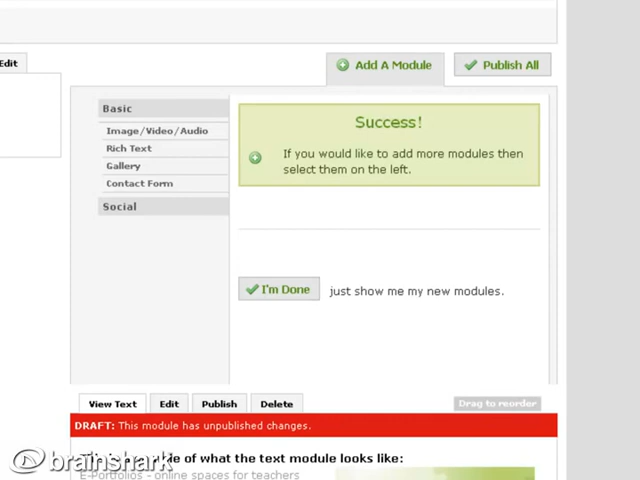 Edit
Add A Module
Publish All
Basic
Image/Video/Audio
Rich Text
Gallery
Contact Form
Social
Success!
If you would like to add more modules then
select them on the left.
I'm Done
just show me my new modules.
View Text
Edit
Publish
Delete
Drag to reorder
DRAFT: This module has unpublished changes.
le of what the text module looks like:
E-Portfolios - online spaces for teachers
brainshark